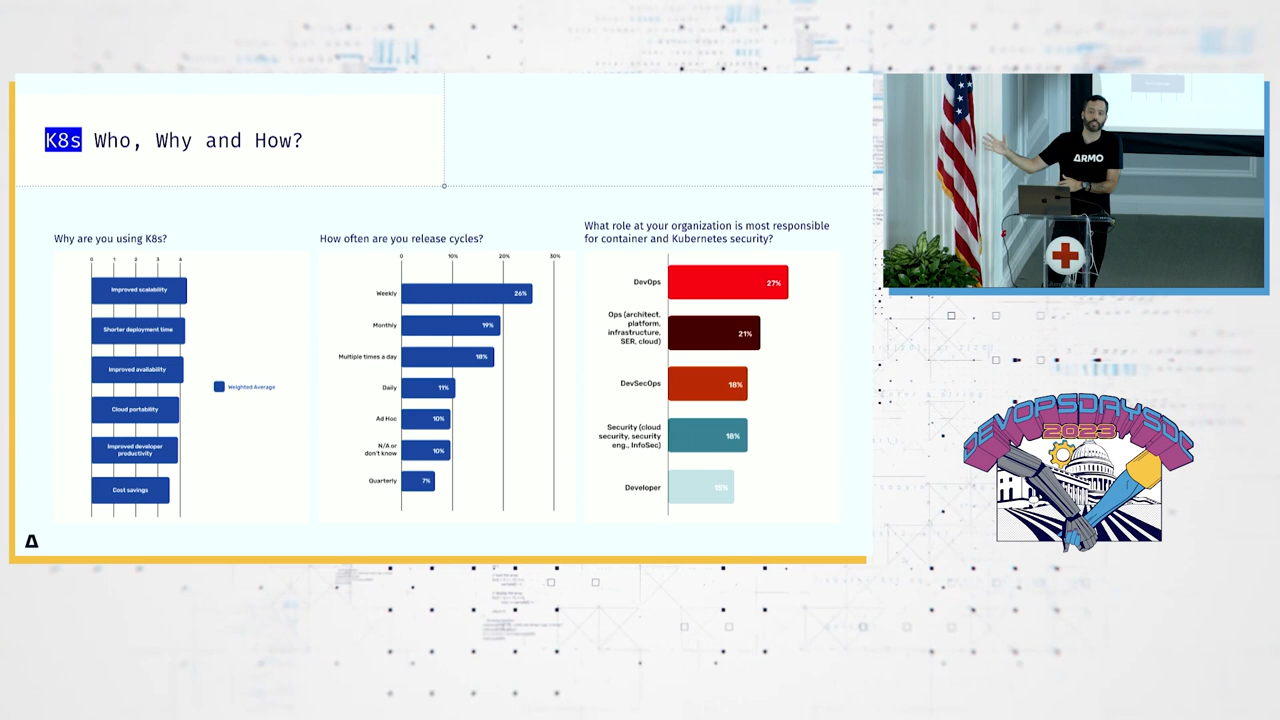 K8s Who, Why and How?
Why are you using K8s?
0 1 2 3 4
Improved scalability
Shorter deployment time
Improved availability
Cloud portability
Improved developer
productivity
Cost savings
Weighted Average
How often are you release cycles?
0 10% 20% 30%
Weekly 26%
Monthly 19%
Multiple times a day 18%
Daily 11%
Ad Hoc 10%
N/A or
don't know 10%
Quarterly 7%
What role at your organization is most responsible
for container and Kubernetes security?
DevOps 27%
Ops (architect,
platform,
infrastructure,
SER, cloud) 21%
DevSecOps 18%
Security (cloud
security, security
eng., InfoSec) 18%
Developer 15%
ARMO
DEVOPSDAYS DC
2023